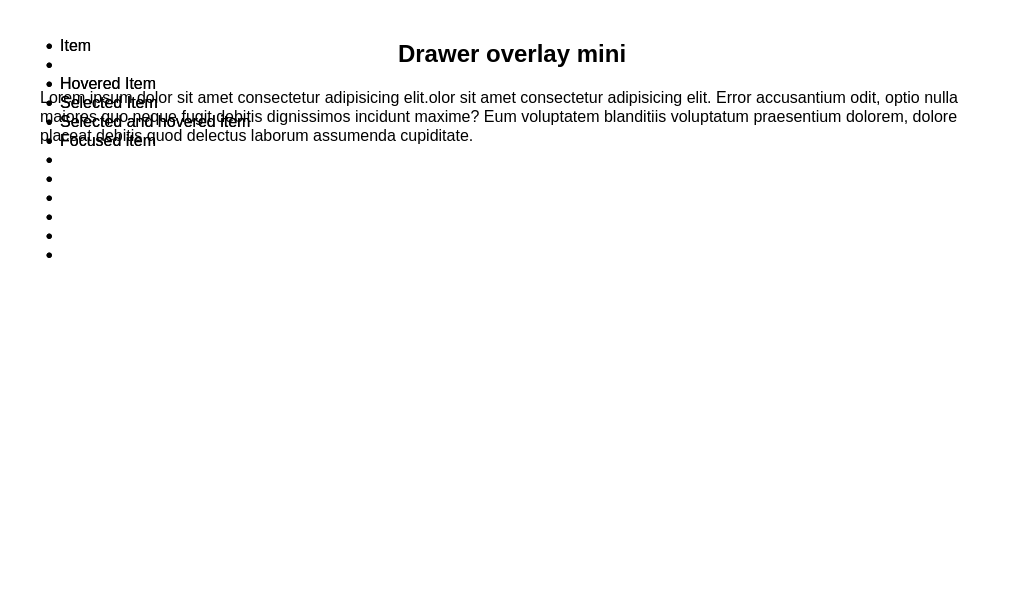 Item
Drawer overlay mini
Hovered Item
Lorem ipsum dolor sit amet consectetur adipisicing elit.olor sit amet consectetur adipisicing elit. Error accusantium odit, optio nulla
Selected Item
maiores quo neque fugit debitis dignissimos incidunt maxime? Eum voluptatem blanditiis voluptatum praesentium dolorem, dolore
Selected and hovered item
placeat debitis quod delectus laborum assumenda cupiditate.
Focused item